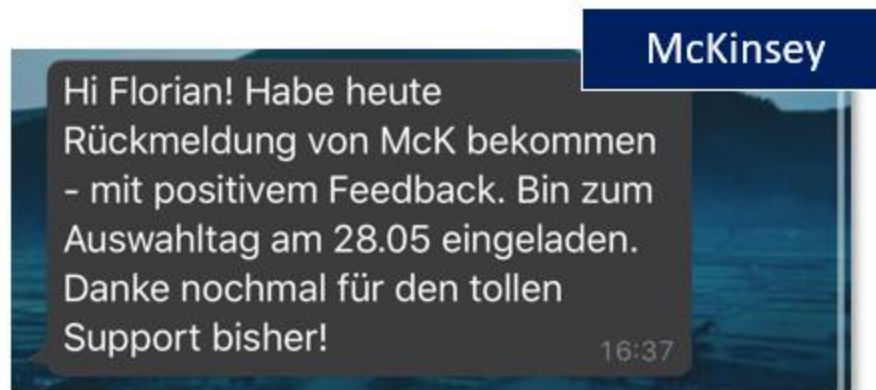 McKinsey
Hi Florian! Habe heute
Rückmeldung von McK bekommen
- mit positivem Feedback. Bin zum
Auswahltag am 28.05 eingeladen.
Danke nochmal für den tollen
Support bisher!
16:37